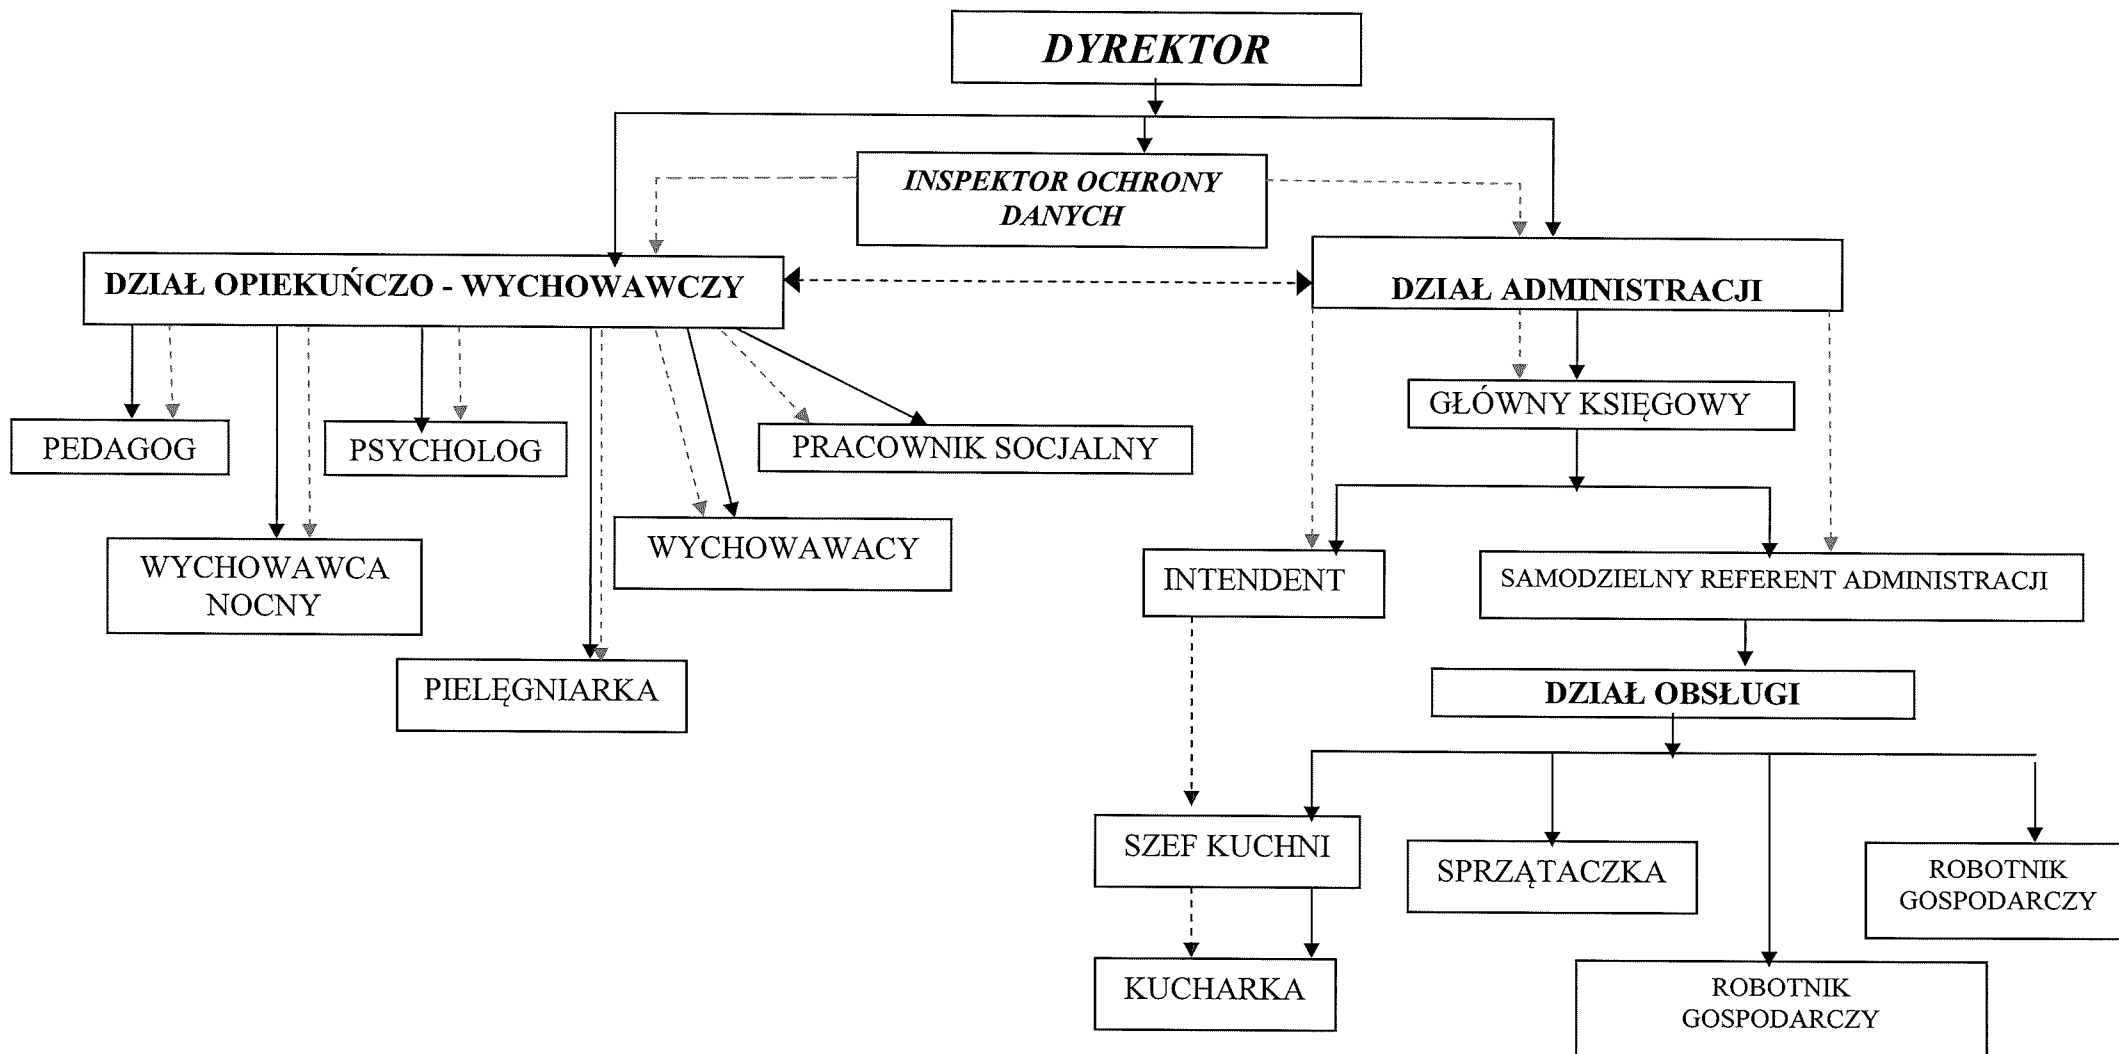 DYREKTOR
INSPEKTOR OCHRONY
DANYCH
DZIAŁ OPIEKUŃCZO - WYCHOWAWCZY
DZIAŁ ADMINISTRACJI
GŁÓWNY KSIĘGOWY
PEDAGOG
PSYCHOLOG
PRACOWNIK SOCJALNY
WYCHOWAWCA
NOCNY
WYCHOWAWACY
INTENDENT
SAMODZIELNY REFERENT ADMINISTRACJI
PIELĘGNIARKA
DZIAŁ OBSŁUGI
SZEF KUCHNI
SPRZĄTACZKA
ROBOTNIK
GOSPODARCZY
KUCHARKA
ROBOTNIK
GOSPODARCZY